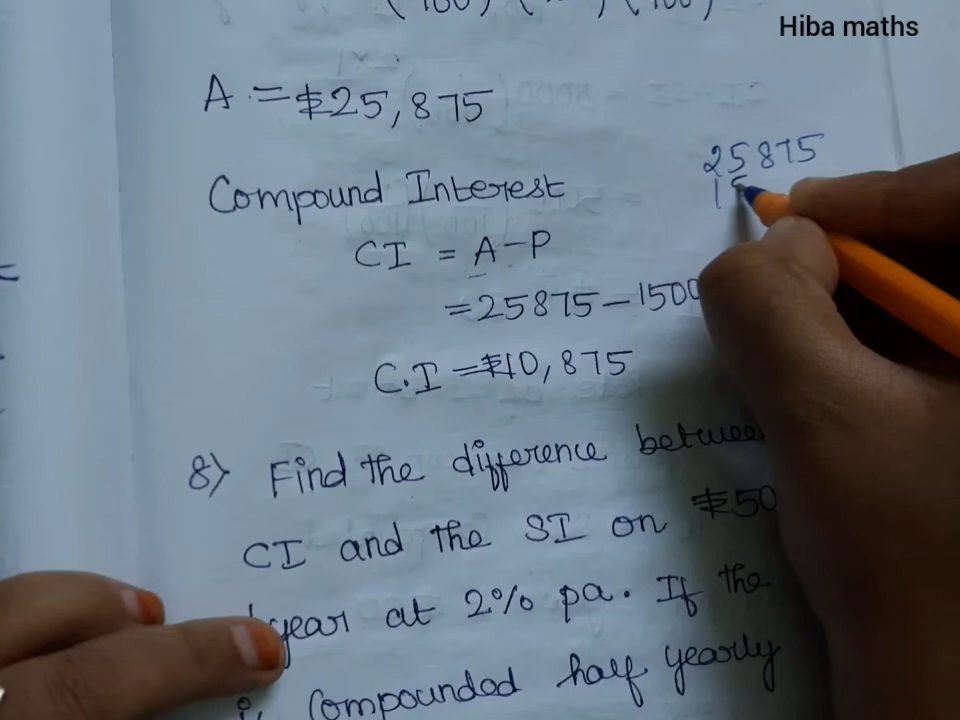 Hiba maths
A = ₹25,875
25875
15
Compound Interest
CI = A-P
= 25875 - 1500
C.I = ₹10,875
8) Find the difference between
CI and the SI on ₹50
year at 2% pa. If the
compounded half yearly